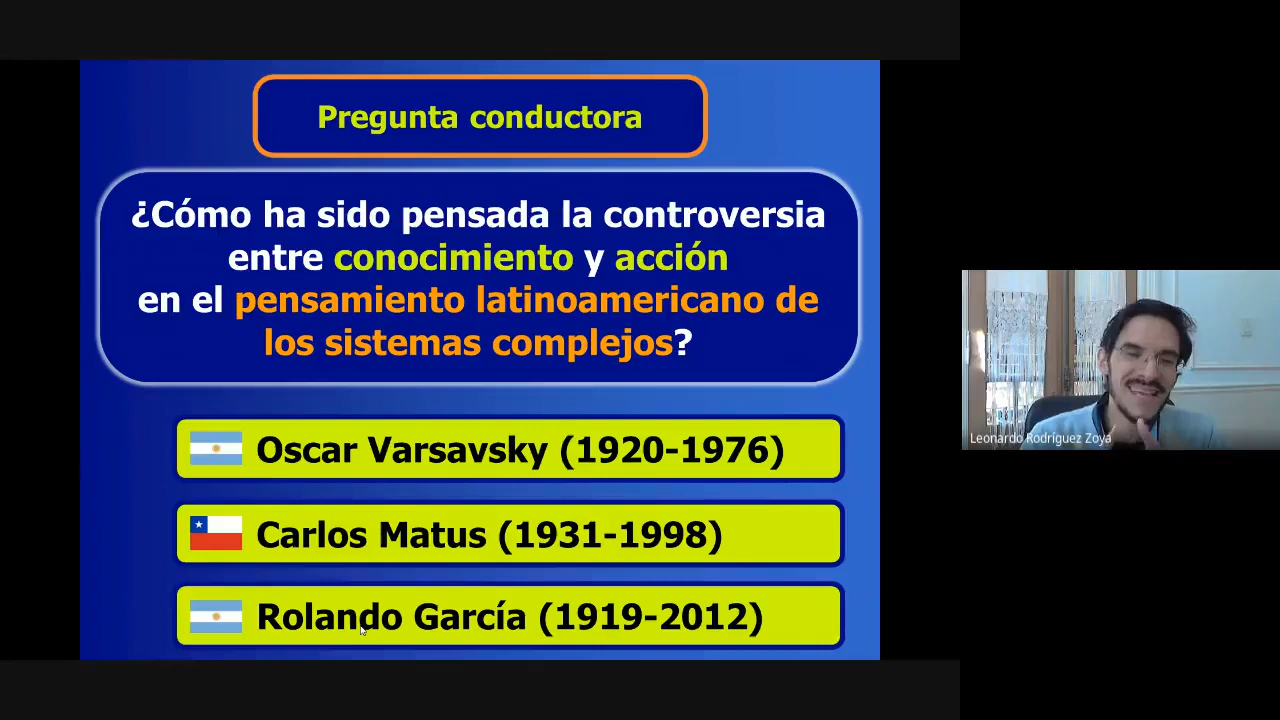 Pregunta conductora
¿Cómo ha sido pensada la controversia
entre conocimiento y acción
en el pensamiento latinoamericano de
los sistemas complejos?
Oscar Varsavsky (1920-1976)
Carlos Matus (1931-1998)
Rolando García (1919-2012)
Leonardo Rodríguez Zoya